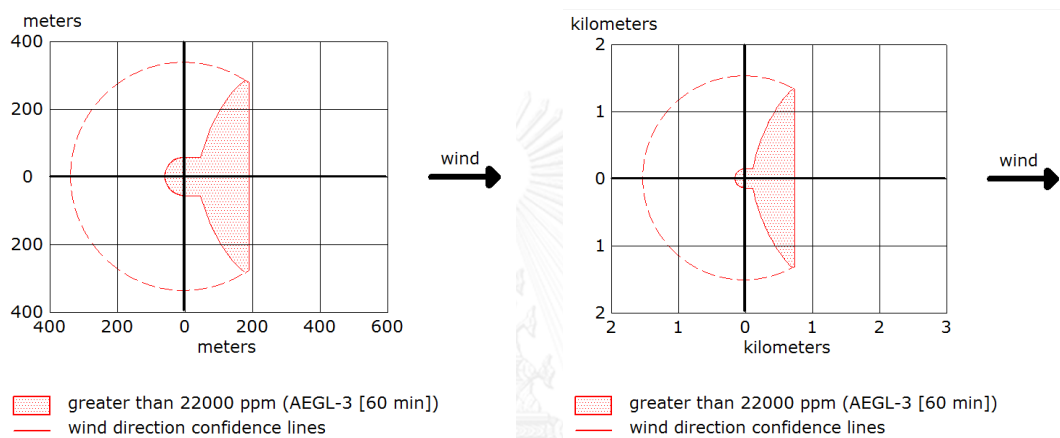 meters
400
200
0
200
400
400 200 0 200 400 600
meters
wind
greater than 22000 ppm (AEGL-3 [60 min])
wind direction confidence lines
kilometers
2
1
0
1
2
2 1 0 1 2 3
kilometers
wind
greater than 22000 ppm (AEGL-3 [60 min])
wind direction confidence lines